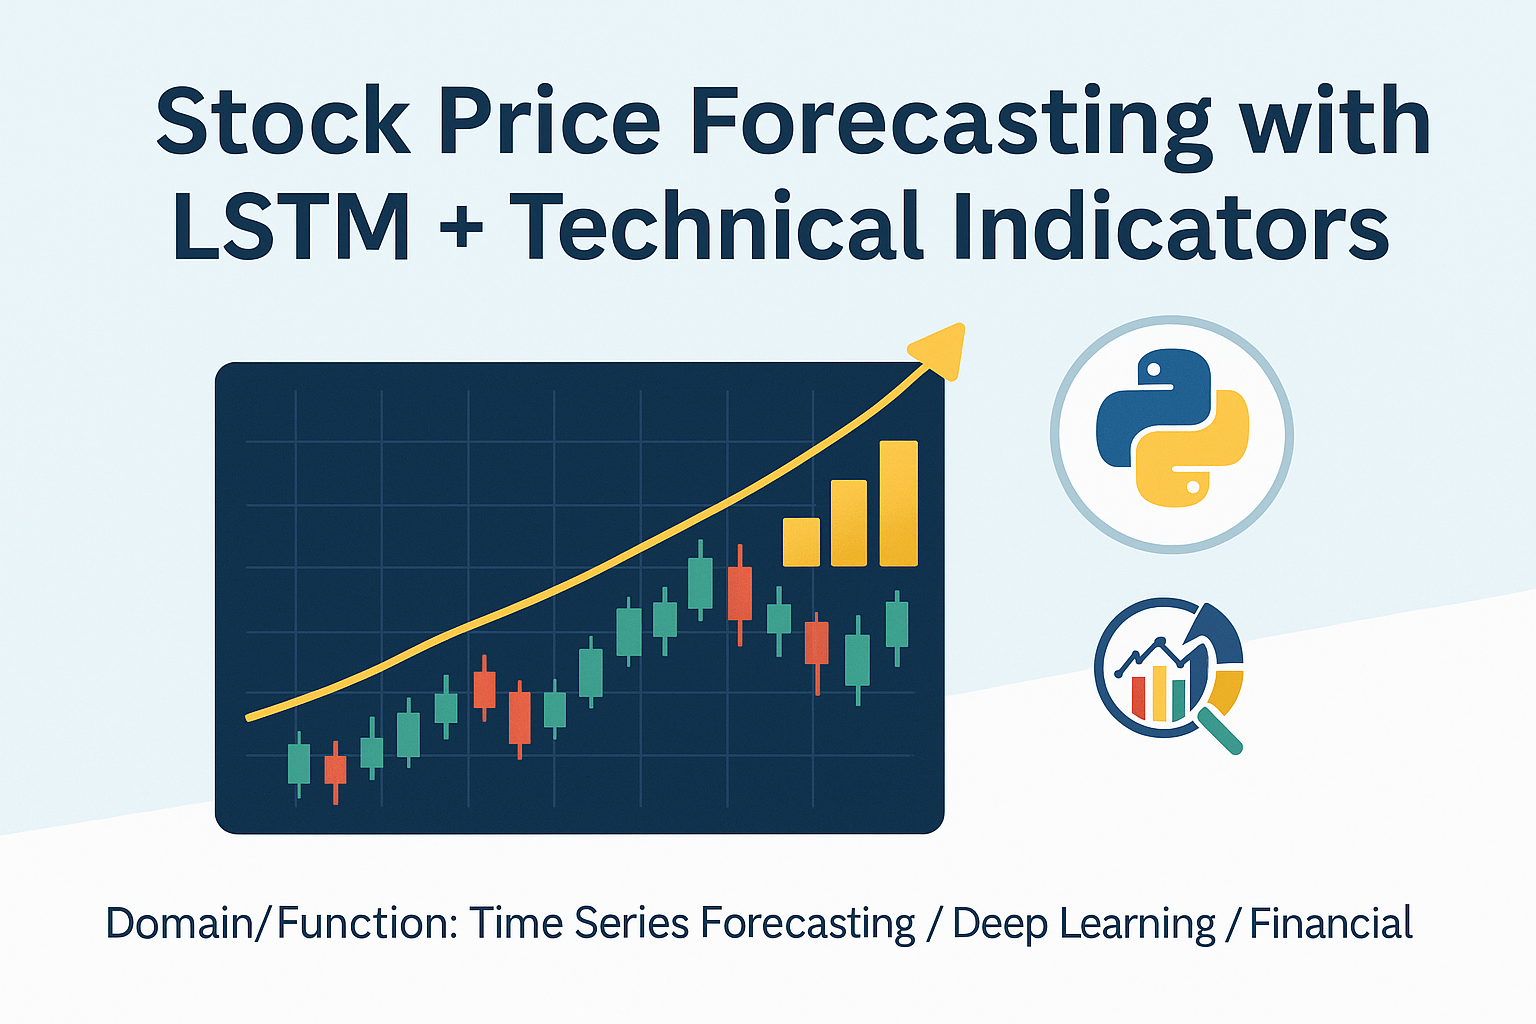 Stock Price Forecasting with
LSTM + Technical Indicators
Domain/Function: Time Series Forecasting / Deep Learning / Financial